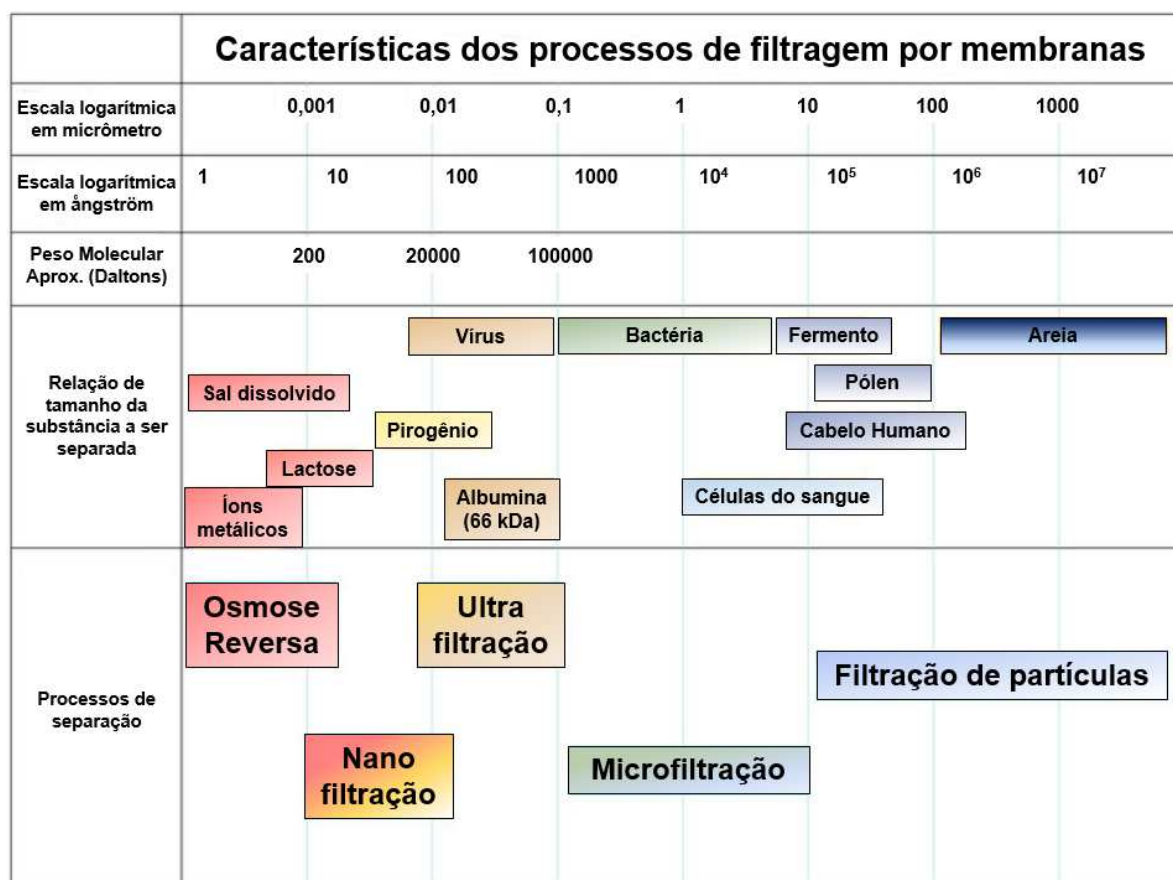 Características dos processos de filtragem por membranas
Escala logarítmica
em micrômetro
0,001 0,01 0,1 1 10 100 1000
Escala logarítmica
em ångström
1 10 100 1000 10⁴ 10⁵ 10⁶ 10⁷
Peso Molecular
Aprox. (Daltons)
200 20000 100000
Relação de
tamanho da
substância a ser
separada
Vírus Bactéria Fermento Areia
Sal dissolvido Pólen
Pirogênio Cabelo Humano
Lactose
Íons
metálicos
Albumina
(66 kDa)
Células do sangue
Processos de
separação
Osmose
Reversa
Ultra
filtração
Filtração de partículas
Nano
filtração
Microfiltração